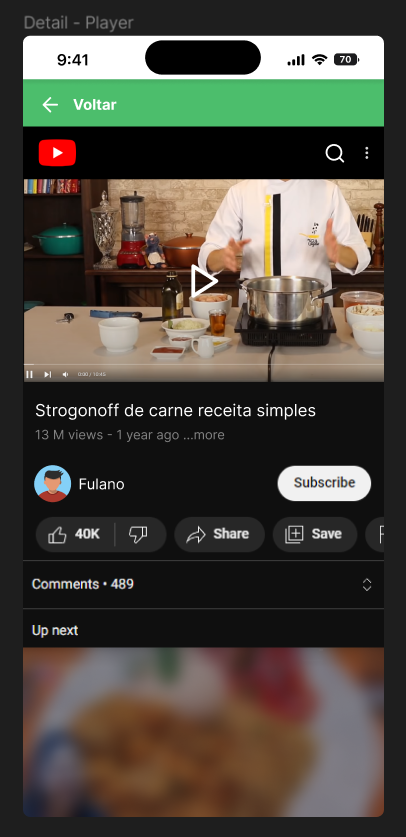 Detail - Player
9:41
70
Voltar
0:00 / 10:45
Strogonoff de carne receita simples
13 M views - 1 year ago ...more
Fulano
Subscribe
40K
Share
Save
Comments • 489
Up next